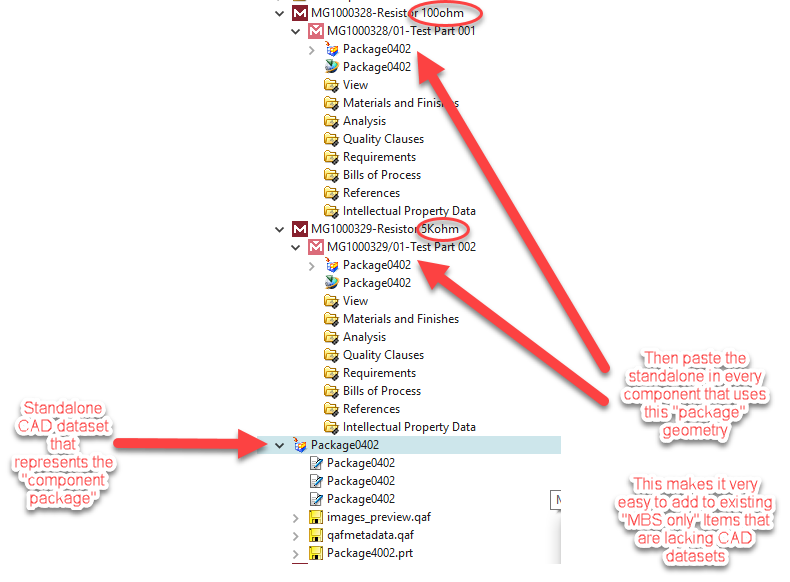 MG1000328-Resistor 100ohm
MG1000328/01-Test Part 001
Package0402
Package0402
View
Materials and Finishes
Analysis
Quality Clauses
Requirements
Bills of Process
References
Intellectual Property Data
MG1000329-Resistor 5Kohm
MG1000329/01-Test Part 002
Package0402
Package0402
View
Materials and Finishes
Analysis
Quality Clauses
Requirements
Bills of Process
References
Intellectual Property Data
Package0402
Package0402
Package0402
Package0402
images_preview.qaf
qafmetadata.qaf
Package4002.prt
Standalone
CAD dataset
that
represents the
"component
package"
Then paste the
standalone in every
component that uses
this "package"
geometry
This makes it very
easy to add to existing
"MBS only" Items that
are lacking CAD
datasets